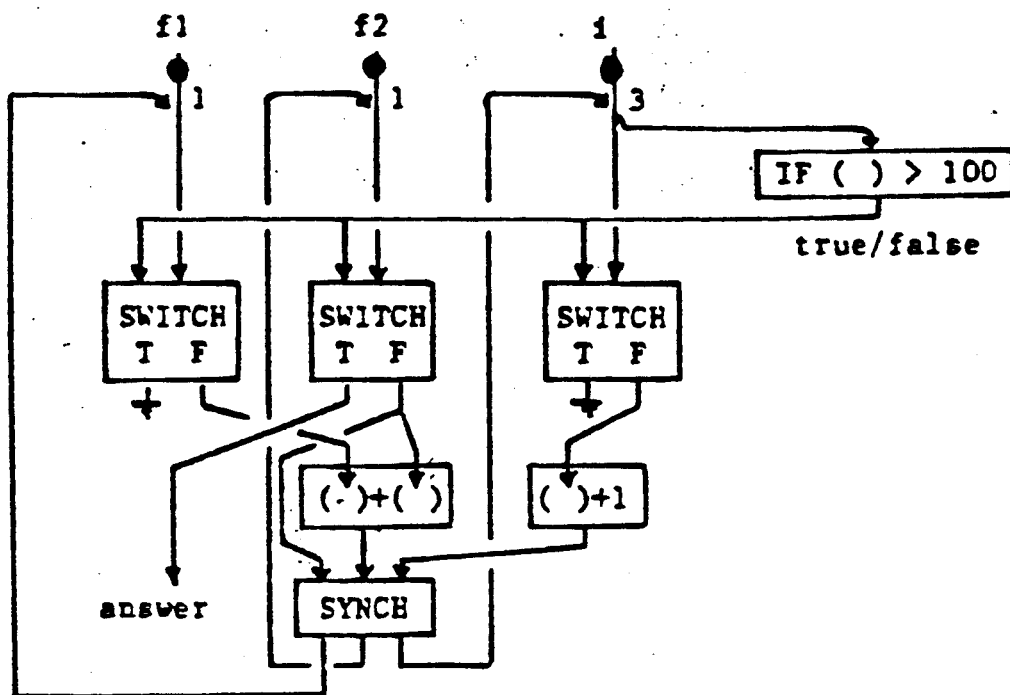 f1 f2 i
1 1 3
IF ( ) > 100
true/false
SWITCH SWITCH SWITCH
T F T F T F
( )+( ) ( )+1
answer SYNCH